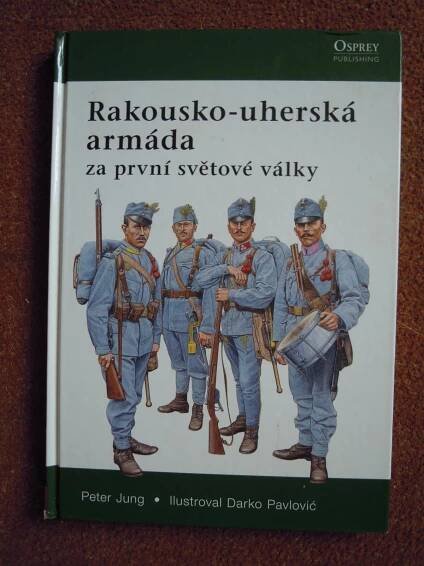 OSPREY
PUBLISHING
Rakousko-uherská
armáda
za první světové války
Peter Jung • Ilustroval Darko Pavlović